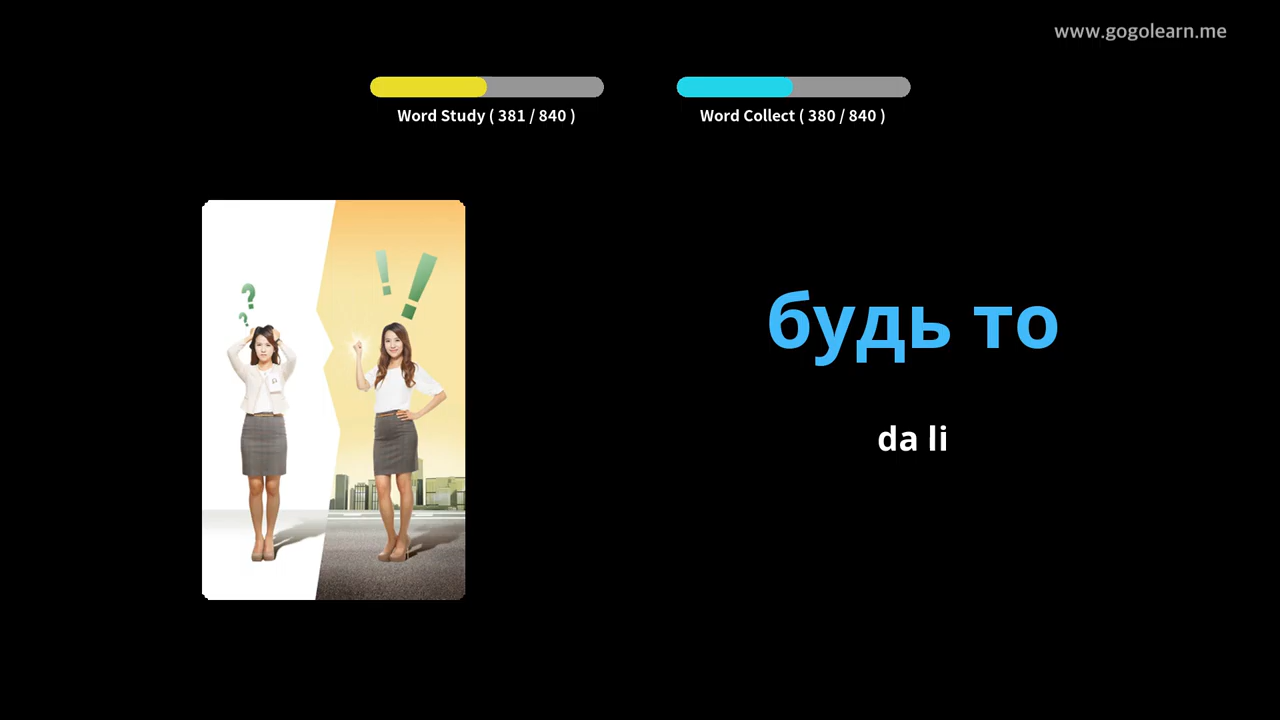 www.gogolearn.me
Word Study ( 381 / 840 )
Word Collect ( 380 / 840 )
? ?
! !
будь то
da li